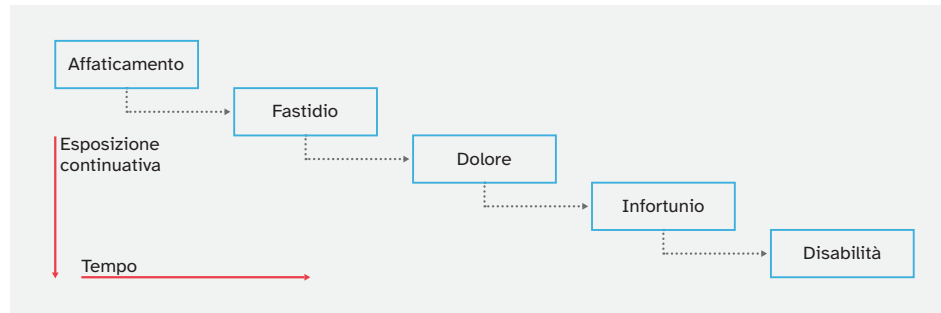 Affaticamento
Fastidio
Esposizione
continuativa
Dolore
Infortunio
Disabilità
Tempo